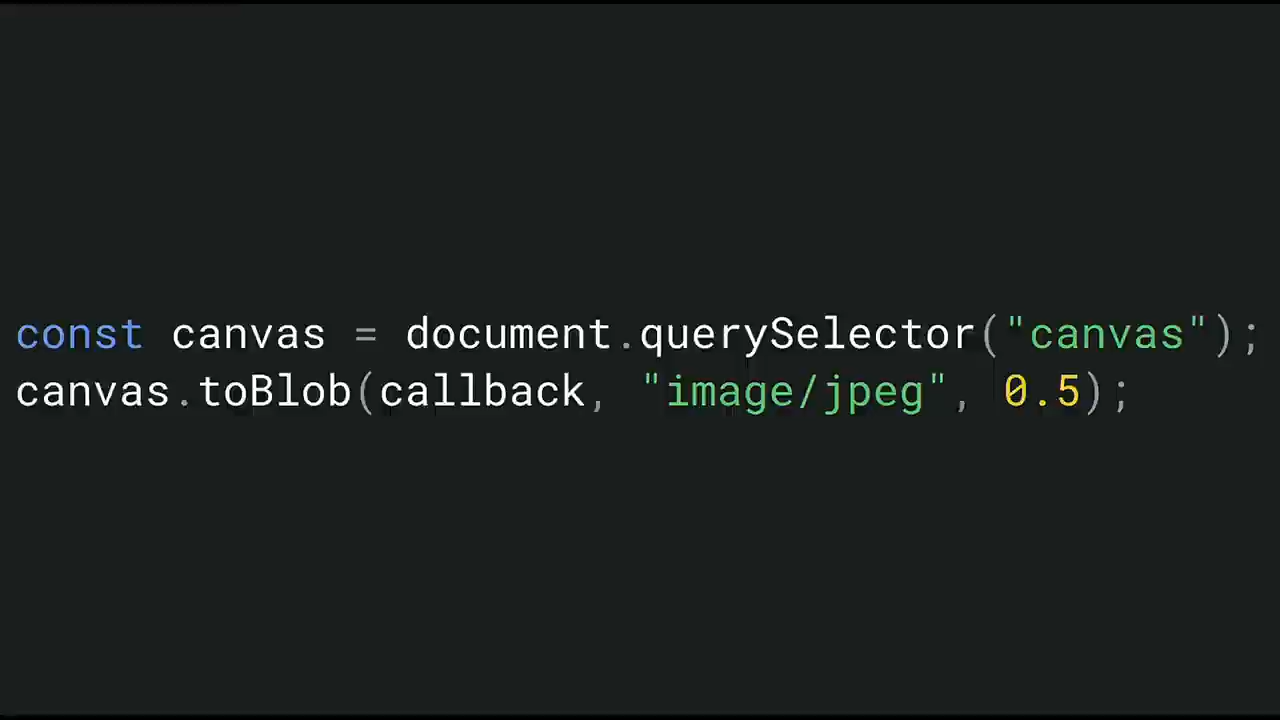 const canvas = document.querySelector("canvas");
canvas.toBlob(callback, "image/jpeg", 0.5);